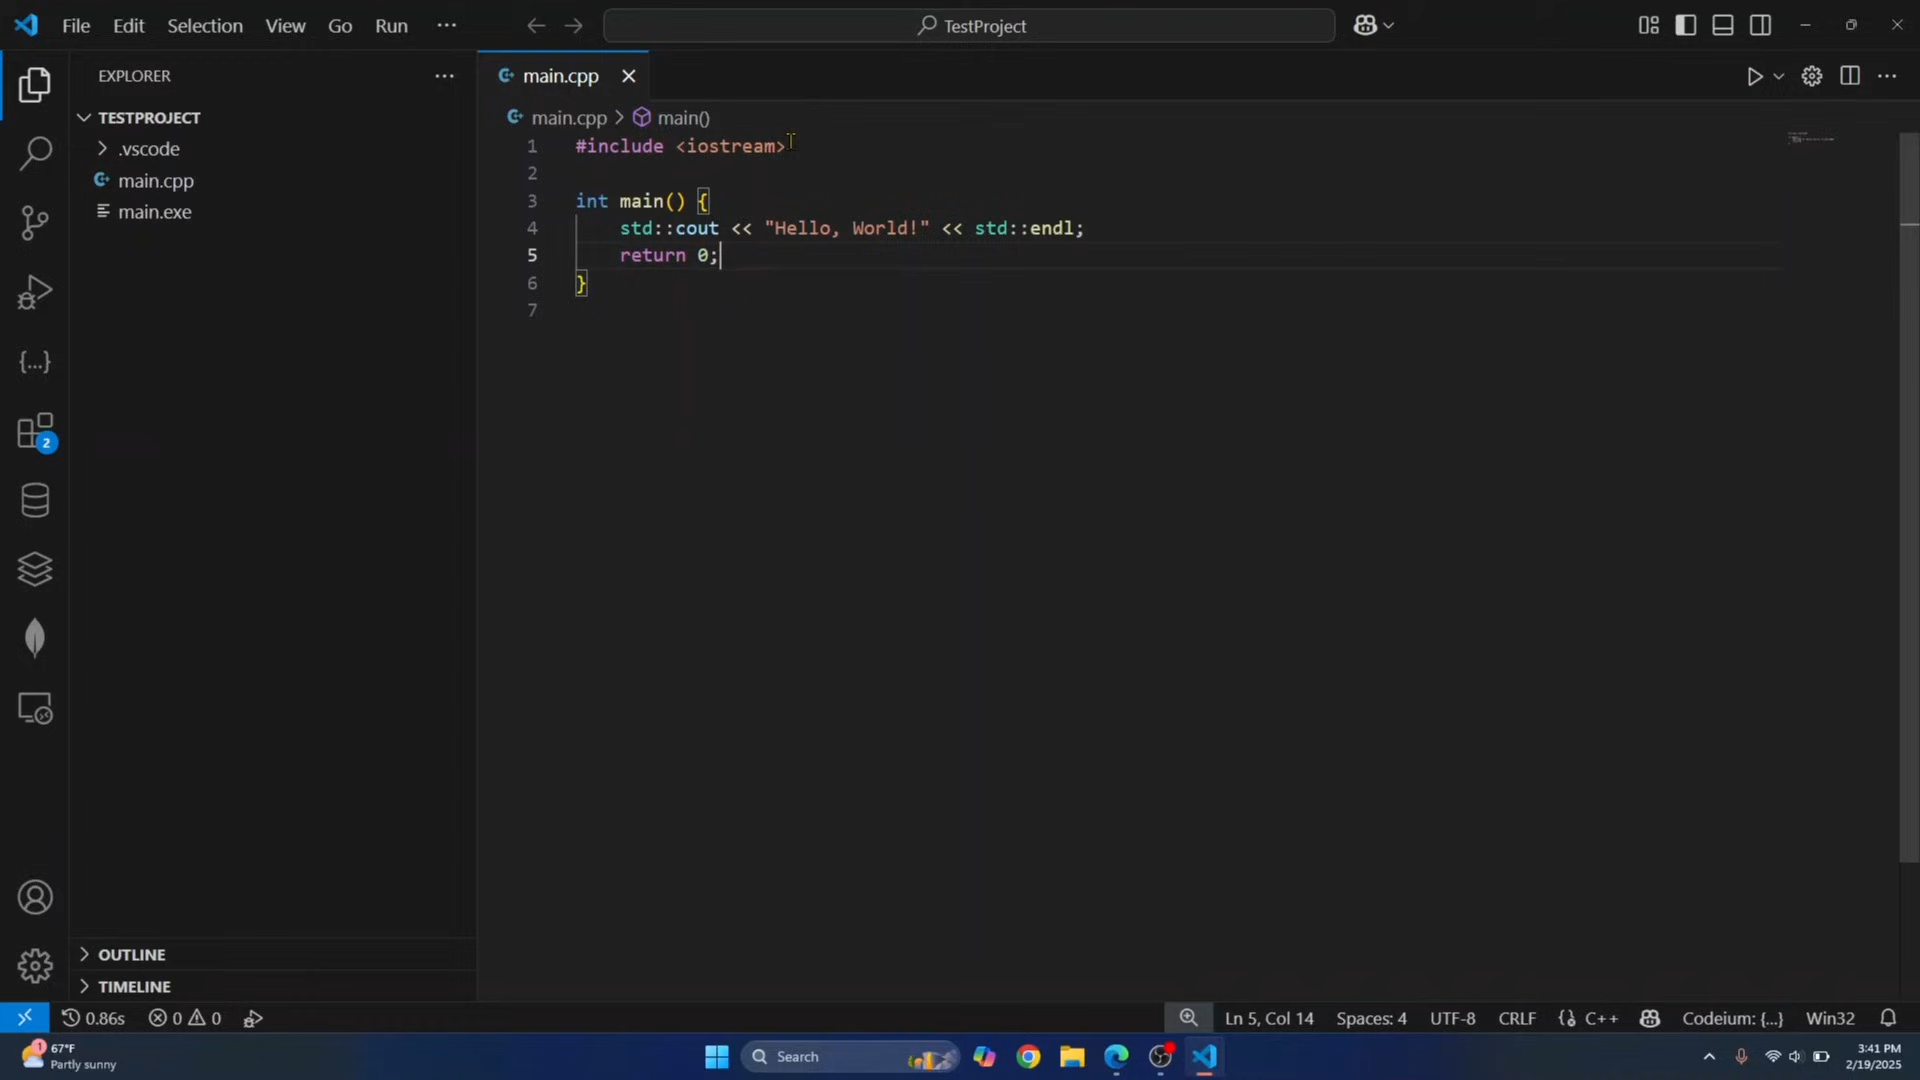 File Edit Selection View Go Run ···
TestProject
EXPLORER ···
TESTPROJECT
.vscode
main.cpp
main.exe
main.cpp
main.cpp > main()
1 #include <iostream>
2
3 int main() {
4 std::cout << "Hello, World!" << std::endl;
5 return 0;
6 }
7
{...}
2
OUTLINE
TIMELINE
0.86s 0 0 Ln 5, Col 14 Spaces: 4 UTF-8 CRLF C++ Codeium: {...} Win32
1
67°F
Partly sunny
Search
3:41 PM
2/19/2025